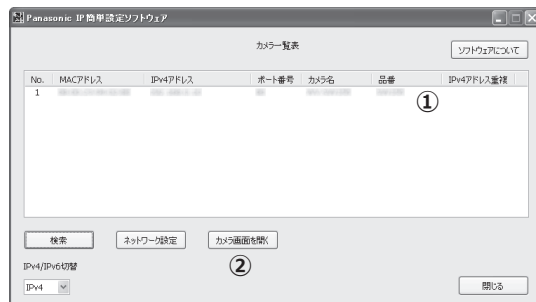 Panasonic IP簡単設定ソフトウェア
カメラ一覧表
ソフトウェアについて
No. MACアドレス IPv4アドレス ポート番号 カメラ名 品番 IPv4アドレス重複
1
①
検索 ネットワーク設定 カメラ画面を開く
②
IPv4/IPv6切替
IPv4
閉じる